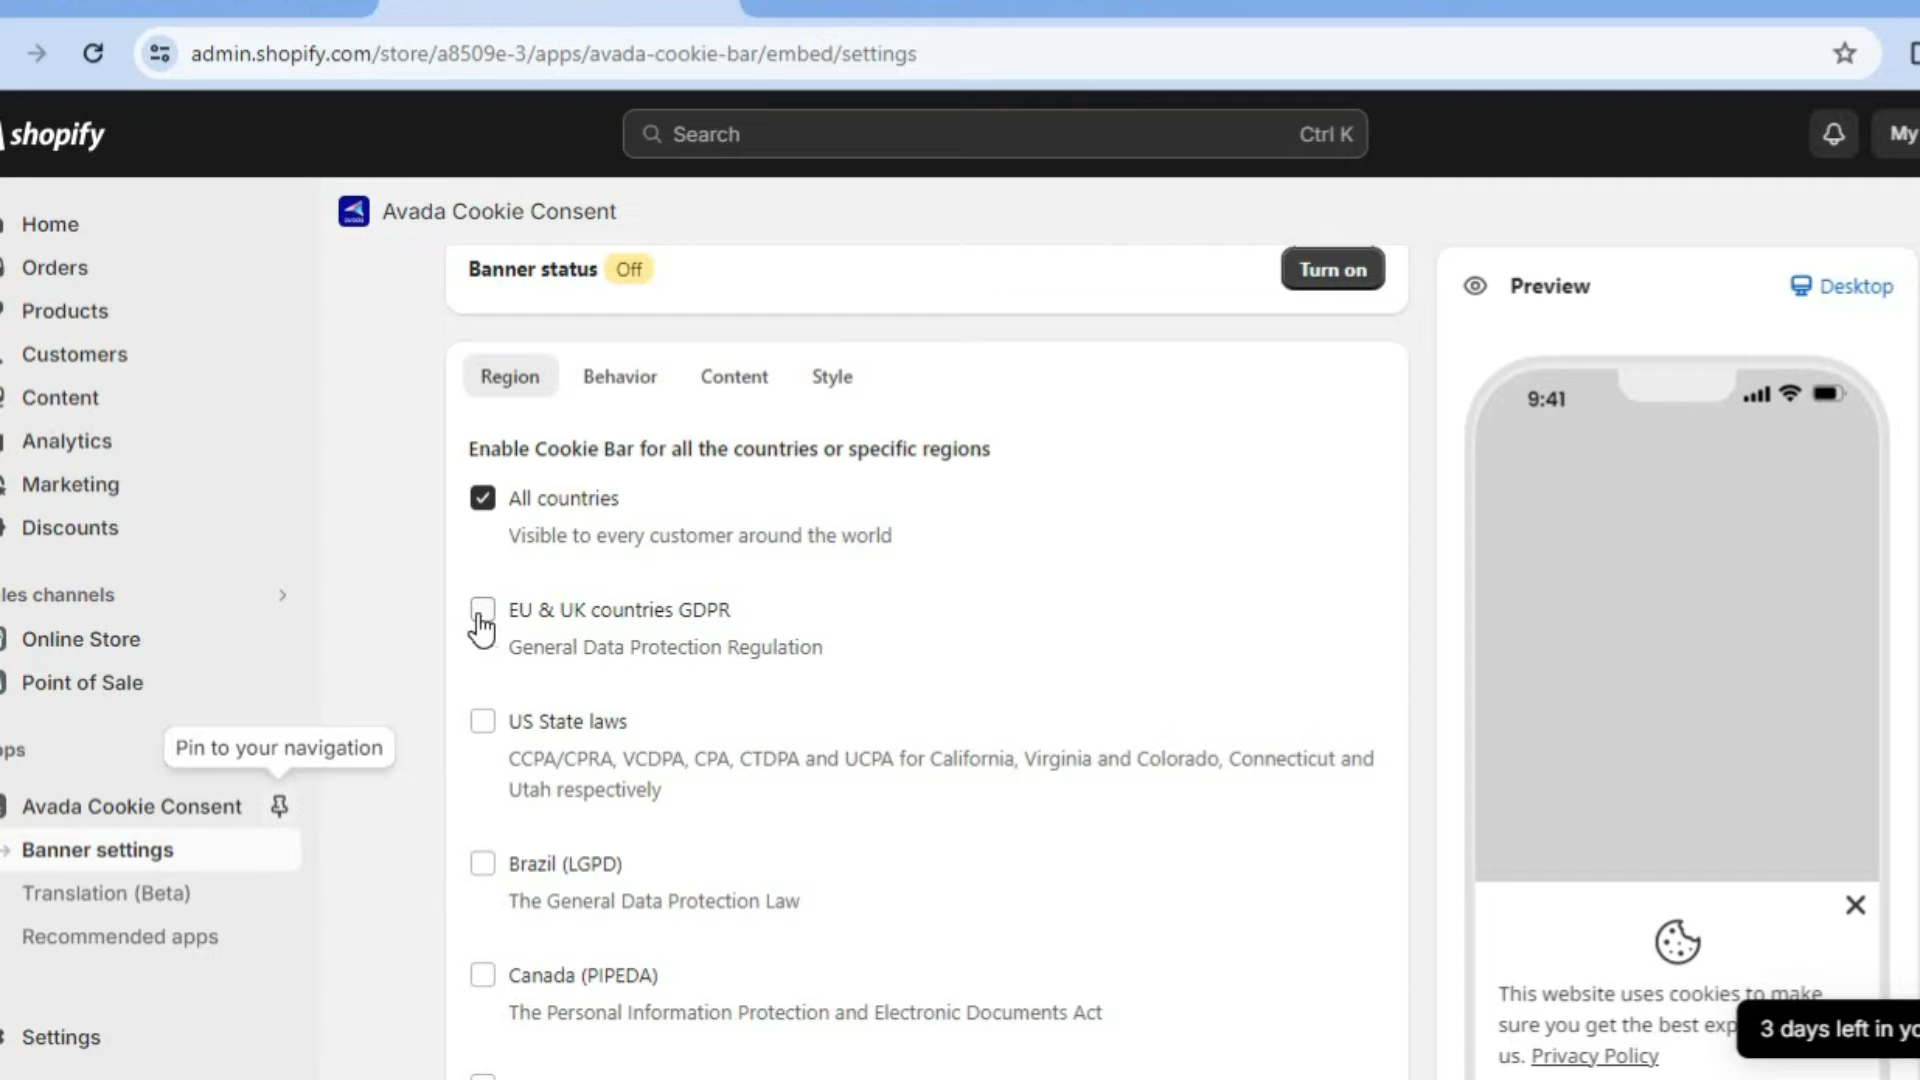 admin.shopify.com/store/a8509e-3/apps/avada-cookie-bar/embed/settings
shopify
Search
Ctrl K
My
Home
Orders
Products
Customers
Content
Analytics
Marketing
Discounts
les channels
Online Store
Point of Sale
ps
Pin to your navigation
Avada Cookie Consent
Banner settings
Translation (Beta)
Recommended apps
Settings
Avada Cookie Consent
Banner status Off
Turn on
Region Behavior Content Style
Enable Cookie Bar for all the countries or specific regions
All countries
Visible to every customer around the world
EU & UK countries GDPR
General Data Protection Regulation
US State laws
CCPA/CPRA, VCDPA, CPA, CTDPA and UCPA for California, Virginia and Colorado, Connecticut and
Utah respectively
Brazil (LGPD)
The General Data Protection Law
Canada (PIPEDA)
The Personal Information Protection and Electronic Documents Act
Preview
Desktop
9:41
This website uses cookies to make
sure you get the best exp
us. Privacy Policy
3 days left in yo